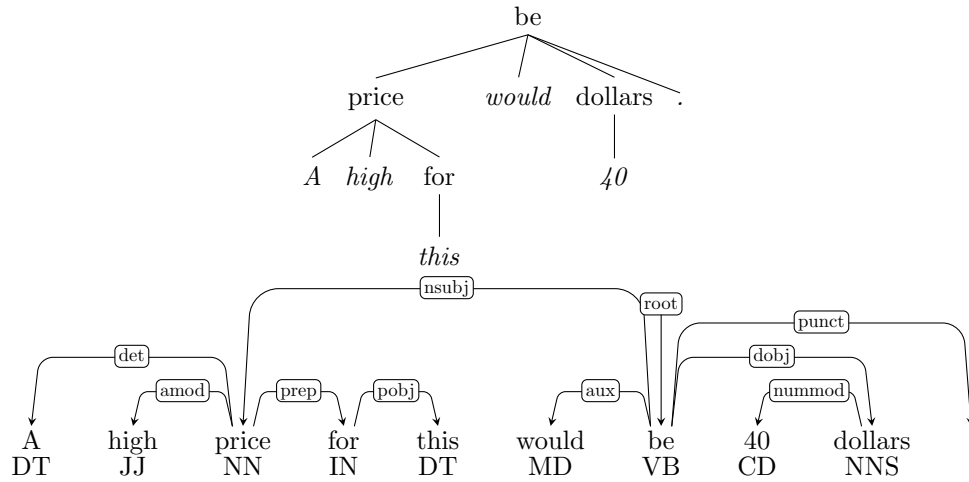 be
price would dollars .
A high for 40
this
nsubj
root
punct
det dobj
amod prep pobj aux nummod
A high price for this would be 40 dollars
DT JJ NN IN DT MD VB CD NNS